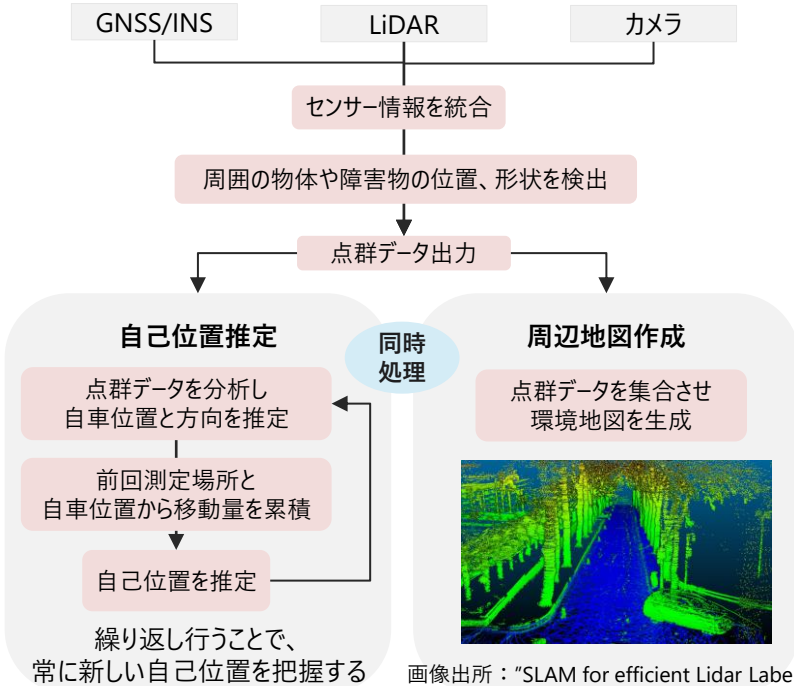 GNSS/INS
LiDAR
カメラ
センサー情報を統合
周囲の物体や障害物の位置、形状を検出
点群データ出力
自己位置推定
同時
処理
周辺地図作成
点群データを分析し
自車位置と方向を推定
前回測定場所と
自車位置から移動量を累積
自己位置を推定
繰り返し行うことで、
常に新しい自己位置を把握する
点群データを集合させ
環境地図を生成
画像出所："SLAM for efficient Lidar Labe